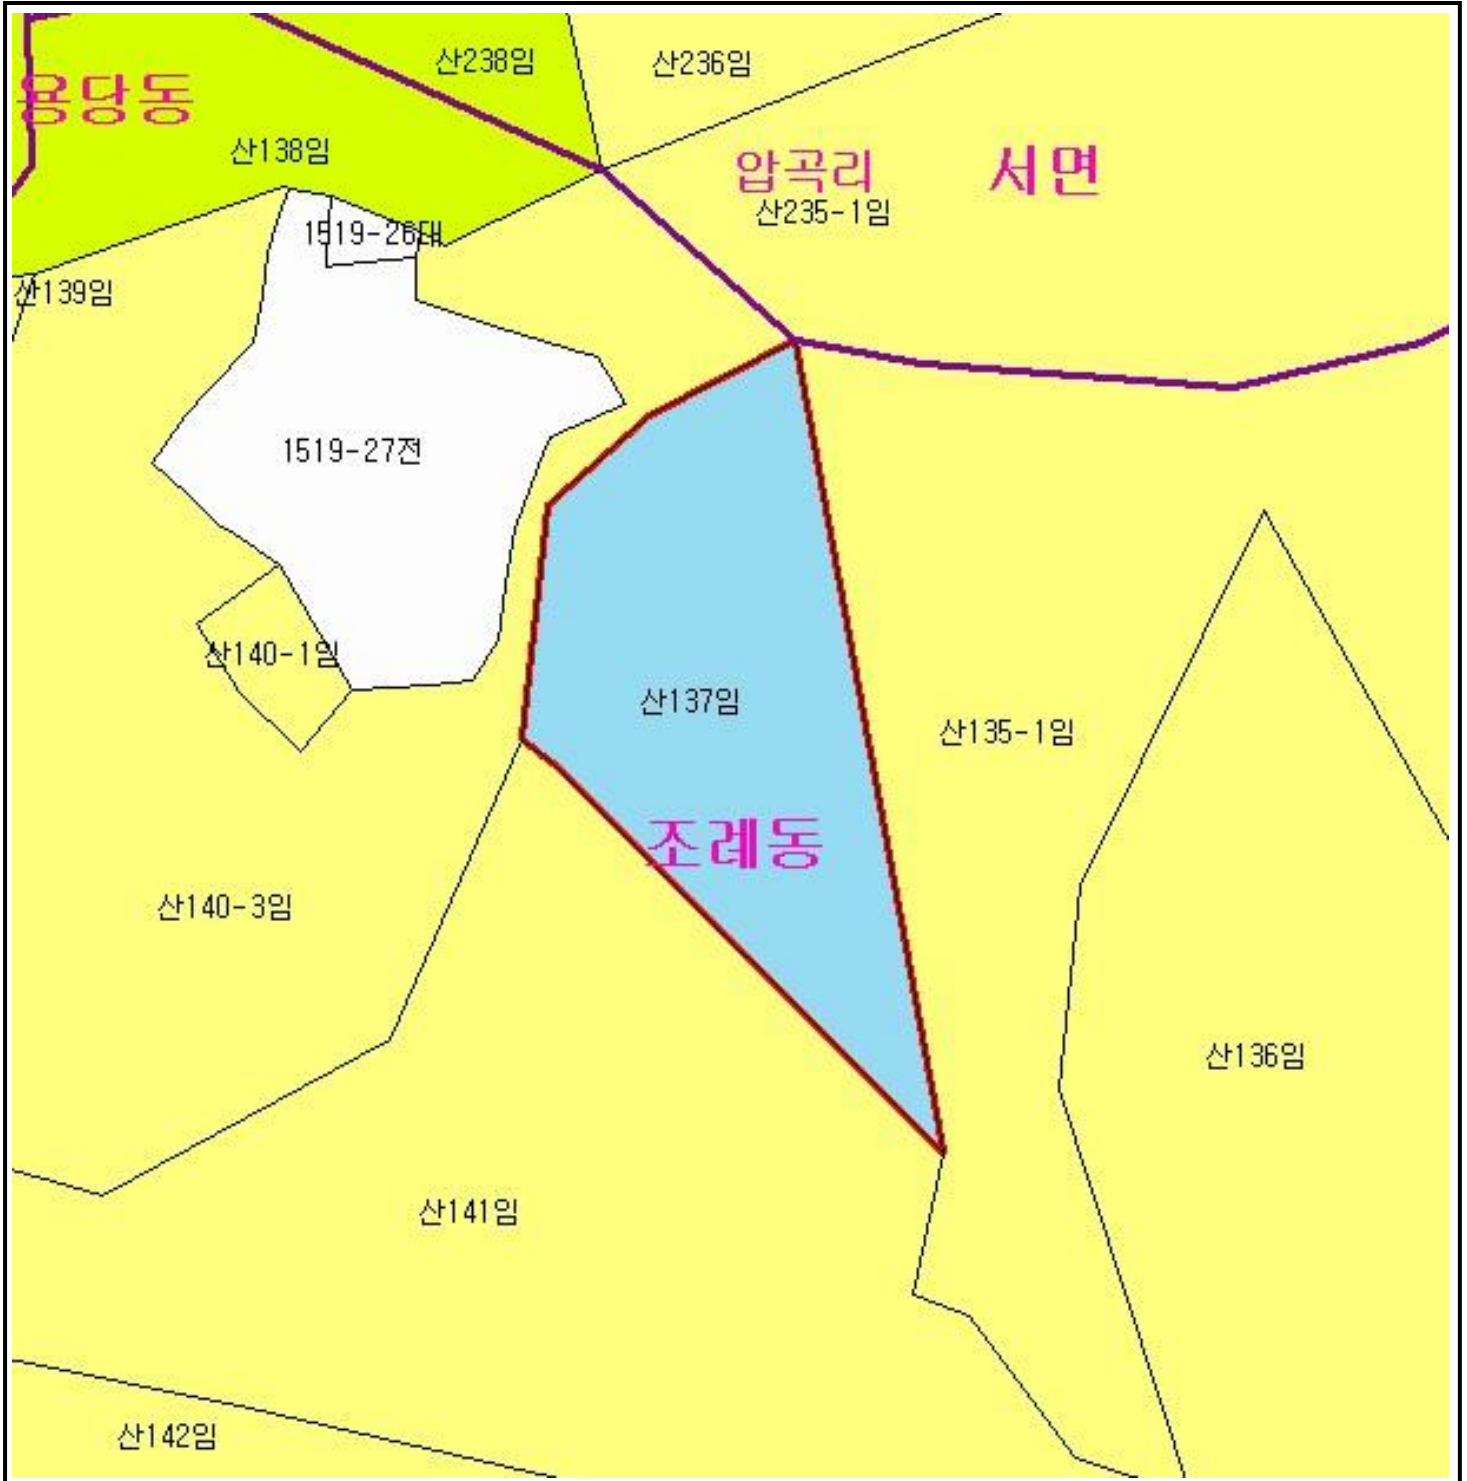 산238임
산236임
용당동
산138임
압곡리
서면
산235-1임
1519-26대
산139임
1519-27전
산140-1임
산137임
산135-1임
조례동
산140-3임
산136임
산141임
산142임